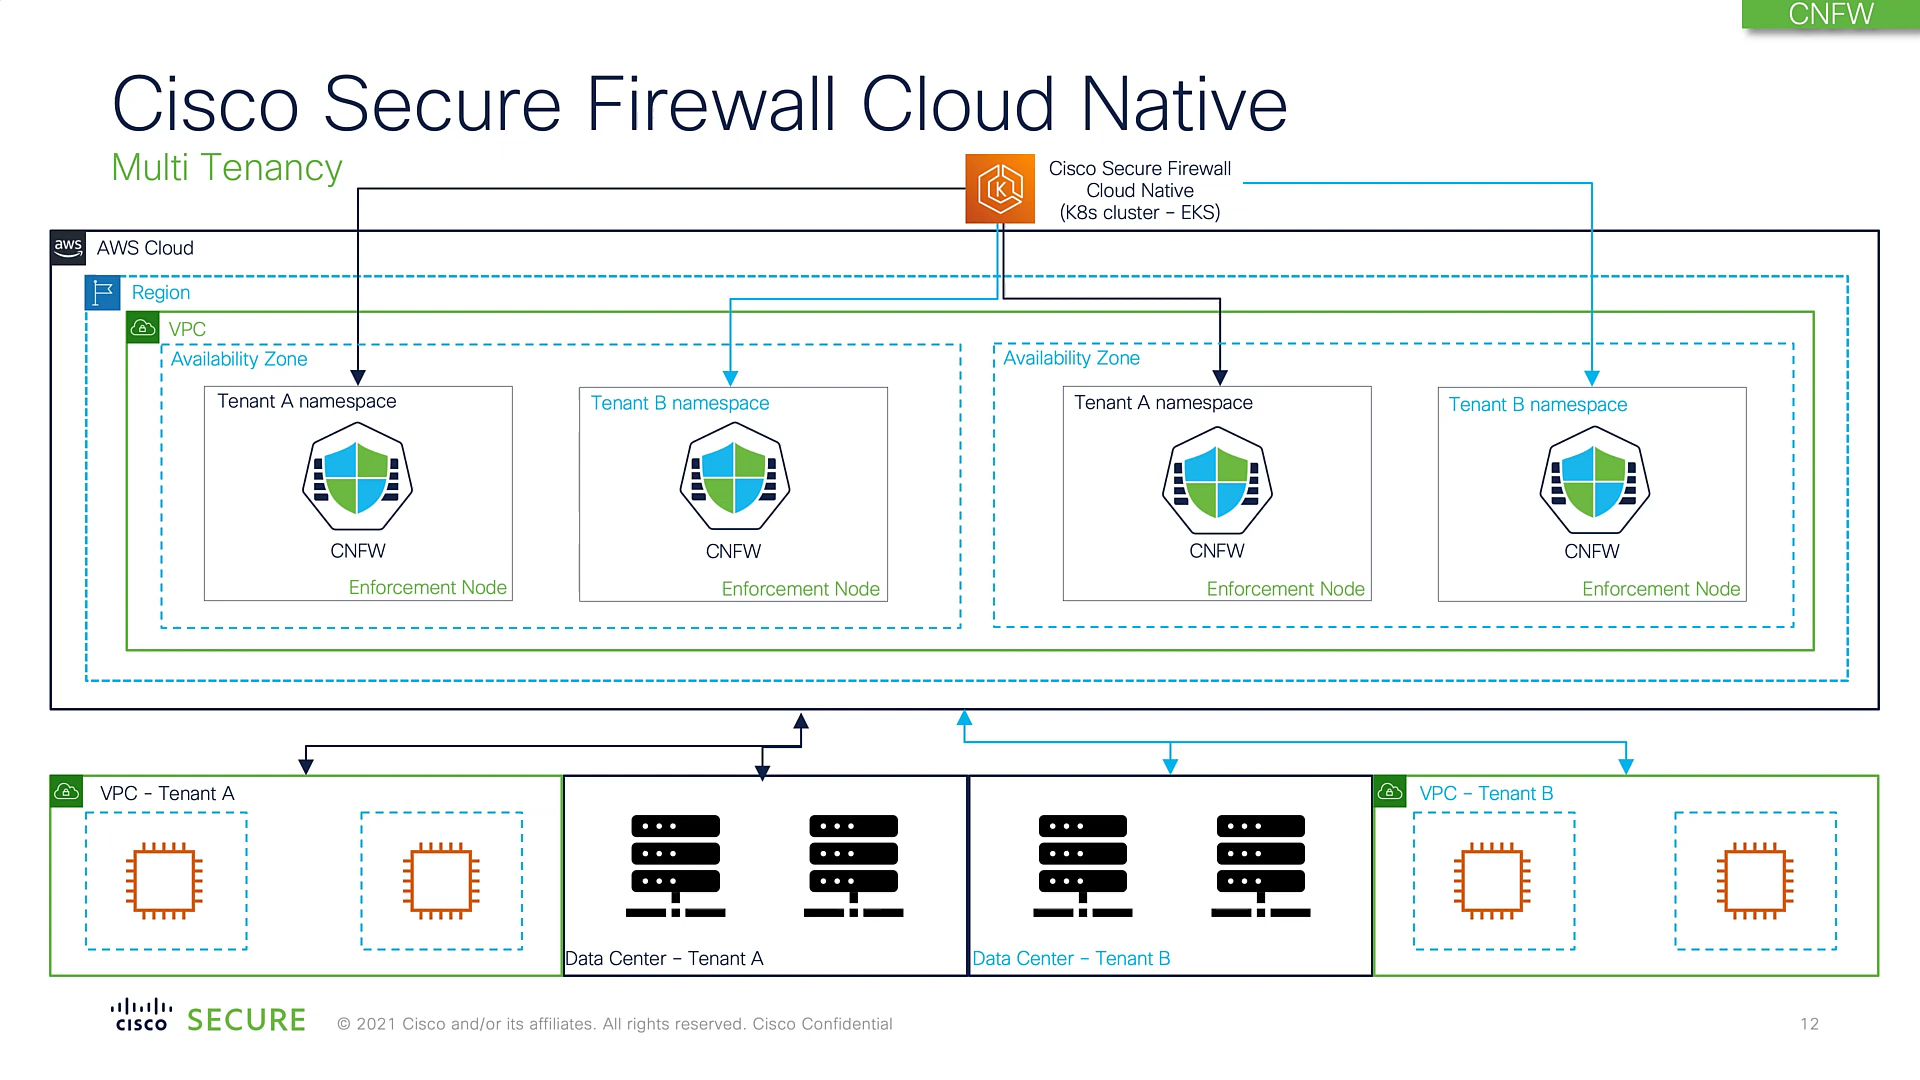 CNFW
Cisco Secure Firewall Cloud Native
Multi Tenancy
K
Cisco Secure Firewall
Cloud Native
(K8s cluster – EKS)
aws
AWS Cloud
Region
VPC
Availability Zone
Availability Zone
Tenant A namespace
CNFW
Enforcement Node
Tenant B namespace
CNFW
Enforcement Node
Tenant A namespace
CNFW
Enforcement Node
Tenant B namespace
CNFW
Enforcement Node
VPC – Tenant A
Data Center – Tenant A
Data Center – Tenant B
VPC – Tenant B
cisco SECURE
© 2021 Cisco and/or its affiliates. All rights reserved. Cisco Confidential
12